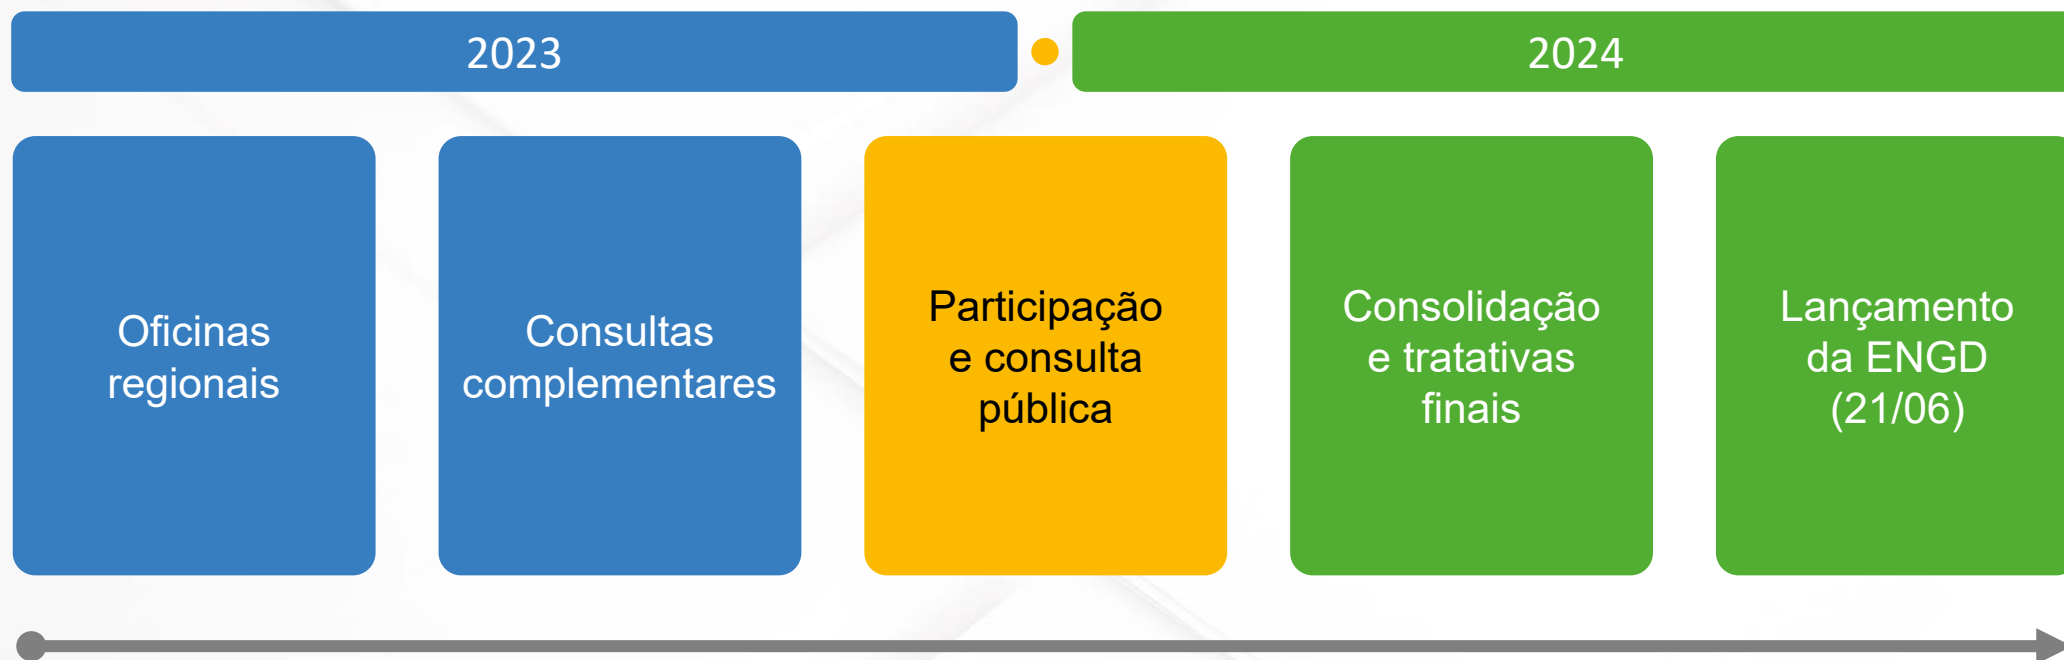 2023
2024
Oficinas
regionais
Consultas
complementares
Participação
e consulta
pública
Consolidação
e tratativas
finais
Lançamento
da ENGD
(21/06)